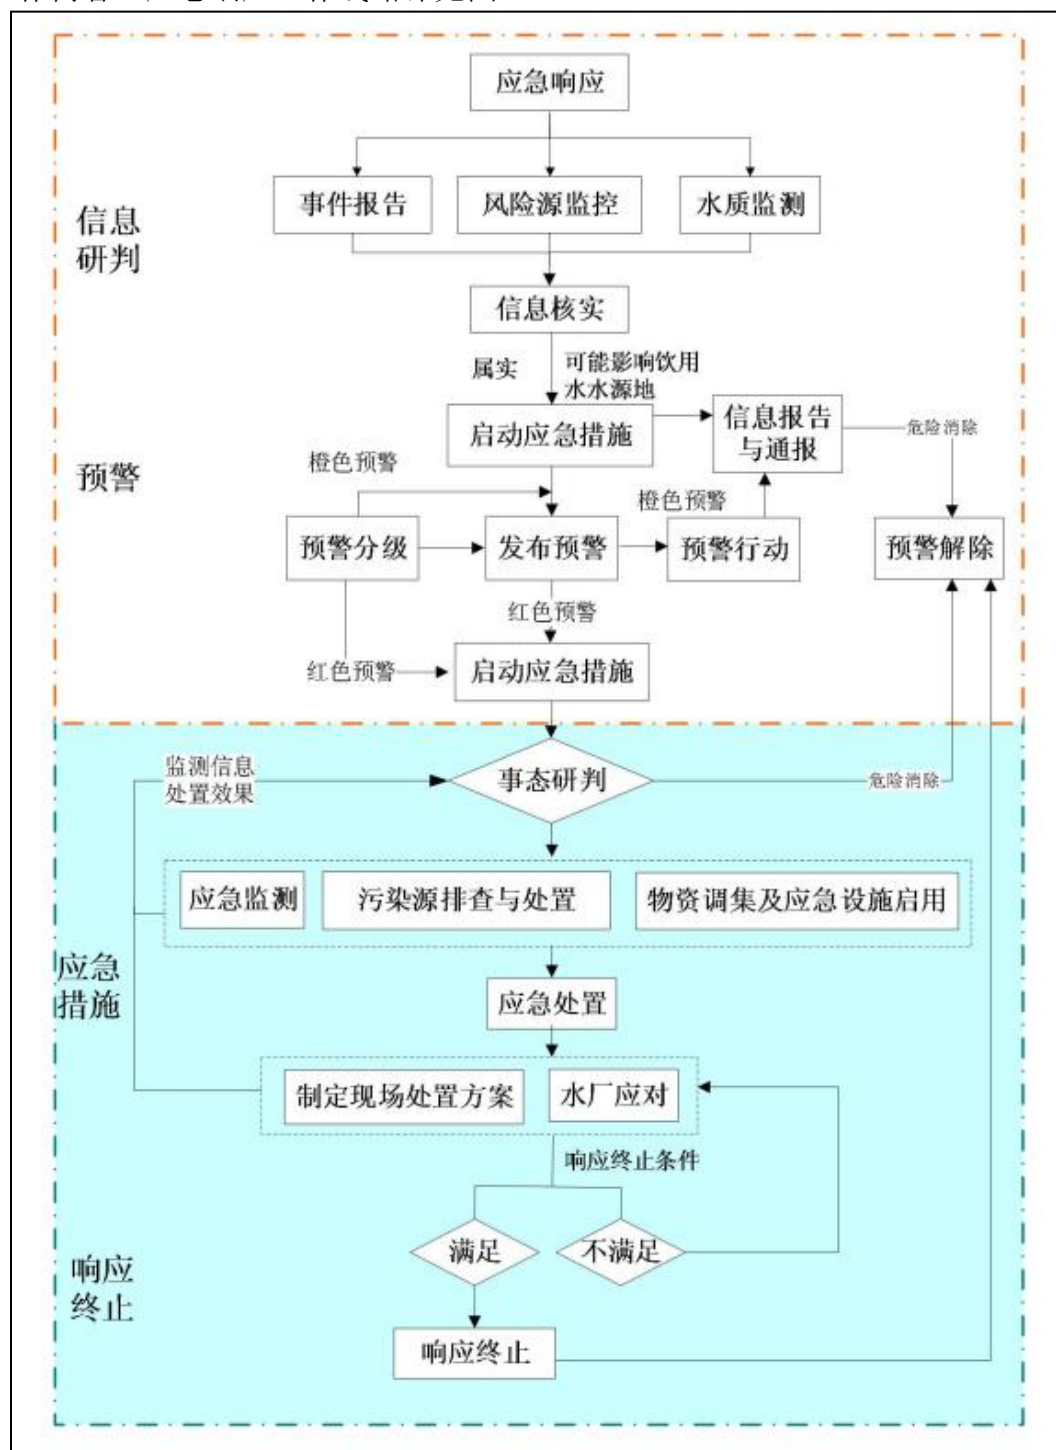 应急响应
事件报告
风险源监控
水质监测
信息
研判
信息核实
属实
可能影响饮用
水水源地
启动应急措施
信息报告
与通报
危险消除
橙色预警
预警
橙色预警
预警分级
发布预警
预警行动
预警解除
红色预警
红色预警
启动应急措施
监测信息
处置效果
事态研判
危险消除
应急监测
污染源排查与处置
物资调集及应急设施启用
应急
措施
应急处置
制定现场处置方案
水厂应对
响应终止条件
满足
不满足
响应
终止
响应终止